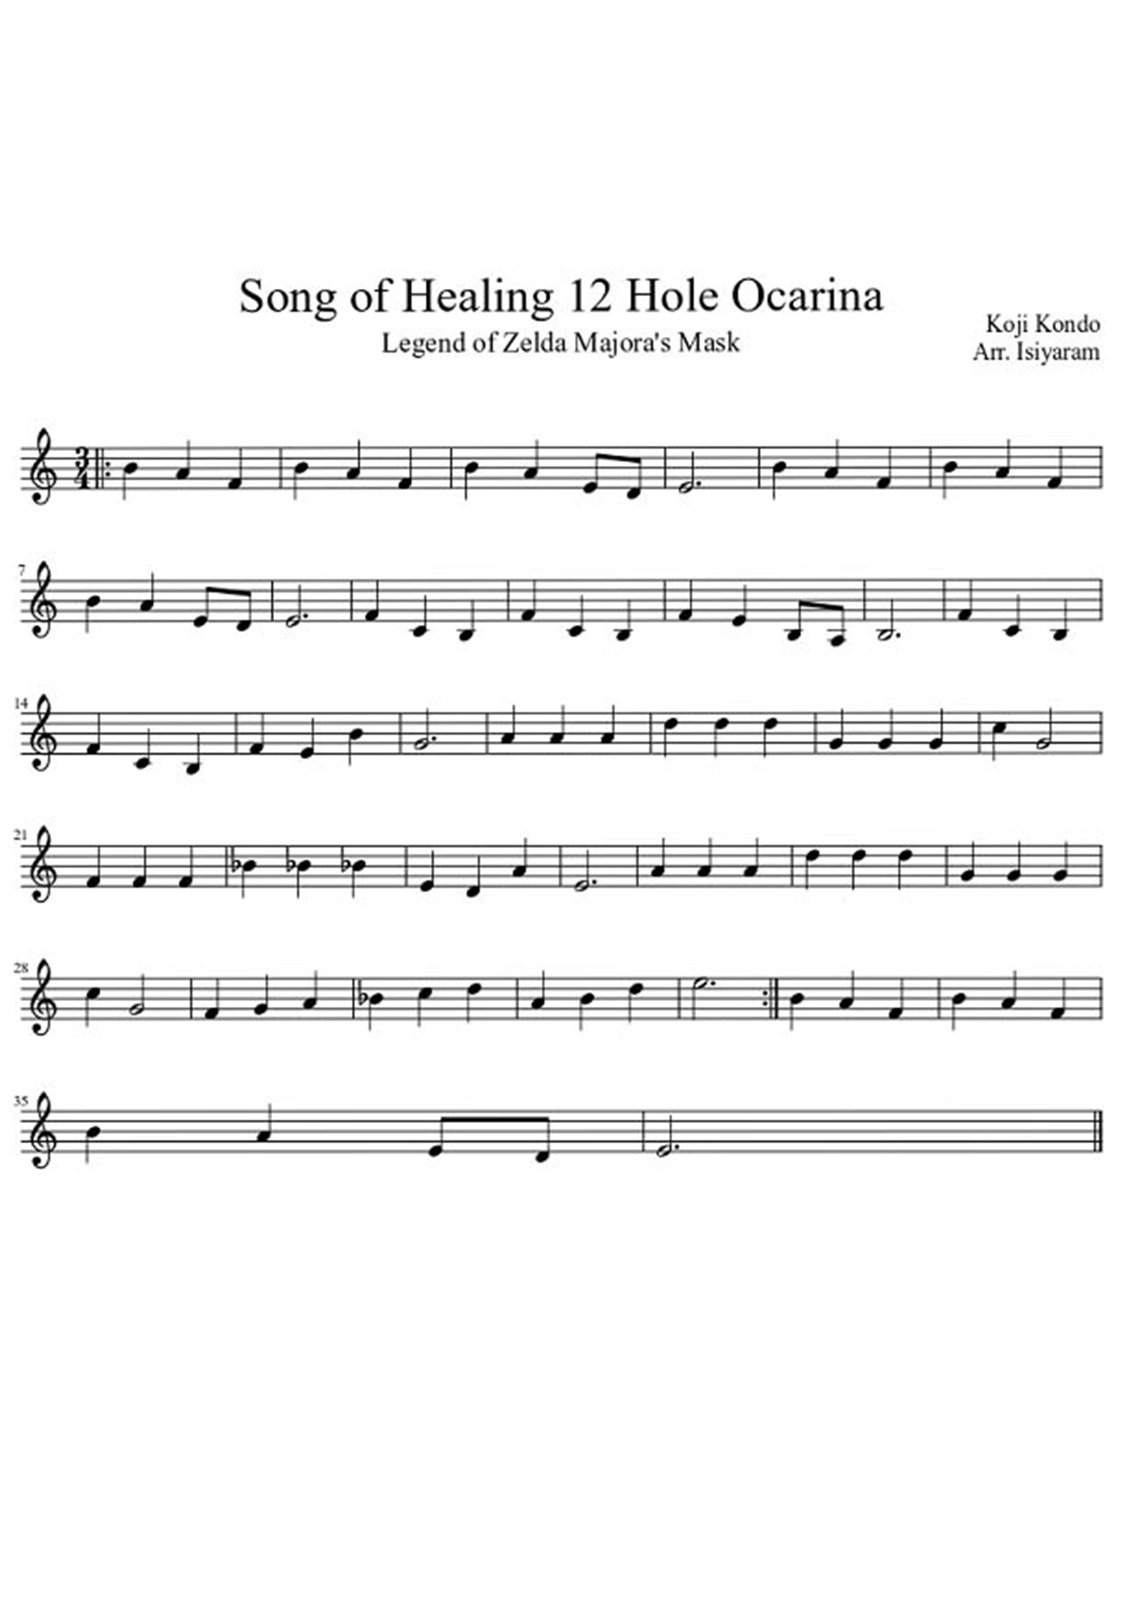 Song of Healing 12 Hole Ocarina
Legend of Zelda Majora's Mask
Koji Kondo
Arr. Isiyaram
3
4
7
14
21
28
35